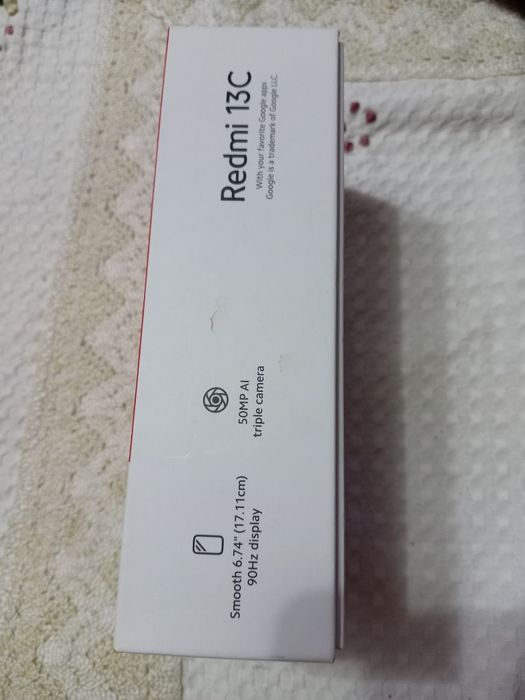 Redmi 13C
With your favorite Google apps
Google is a trademark of Google LLC.
50MP AI
triple camera
Smooth 6.74" (17.11cm)
90Hz display